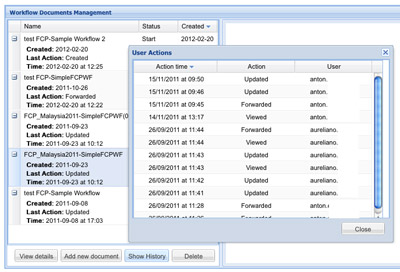 Workflow Documents Management
Name Status Created
test FCP-Sample Workflow 2 Start 2012-02-20
Created: 2012-02-20
Last Action: Created
Time: 2012-02-20 at 12:25
test FCP-SimpleFCPWF
Created: 2011-10-26
Last Action: Forwarded
Time: 2012-02-20 at 12:22
FCP_Malaysia2011-SimpleFCPWF(0
Created: 2011-09-23
Last Action: Updated
Time: 2011-09-23 at 10:12
FCP_Malaysia2011-SimpleFCPWF
Created: 2011-09-23
Last Action: Updated
Time: 2011-09-23 at 10:12
test FCP-Sample Workflow
Created: 2011-09-08
Last Action: Updated
Time: 2011-09-08 at 17:03
View details Add new document Show History Delete
User Actions
Action time Action User
15/11/2011 at 09:50 Updated anton.
15/11/2011 at 09:46 Updated anton.
15/11/2011 at 09:45 Forwarded anton.
14/11/2011 at 13:17 Viewed anton.
26/09/2011 at 11:44 Forwarded aureliano.
26/09/2011 at 11:44 Viewed aureliano.
26/09/2011 at 11:43 Updated aureliano.
26/09/2011 at 11:43 Viewed aureliano.
26/09/2011 at 11:42 Updated aureliano.
26/09/2011 at 11:41 Updated aureliano.
26/09/2011 at 11:28 Forwarded anton.
Close